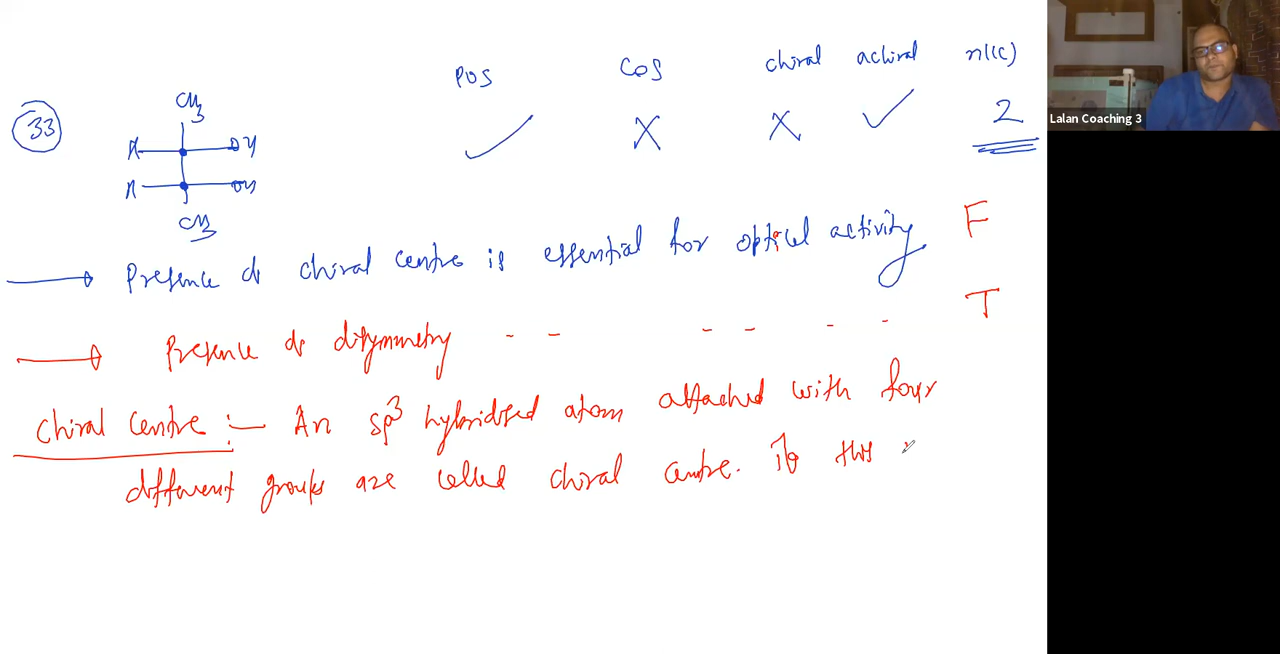 POS COS chiral achiral n(C)
33
CH3
H OH
2
H OH
CH3
Presence of chiral centre is essential for optical activity F
Presence of disymmetry - - - - - - T
Chiral Centre :- An sp3 hybridised atom attached with four
different groups are called chiral centre. If this
Lalan Coaching 3